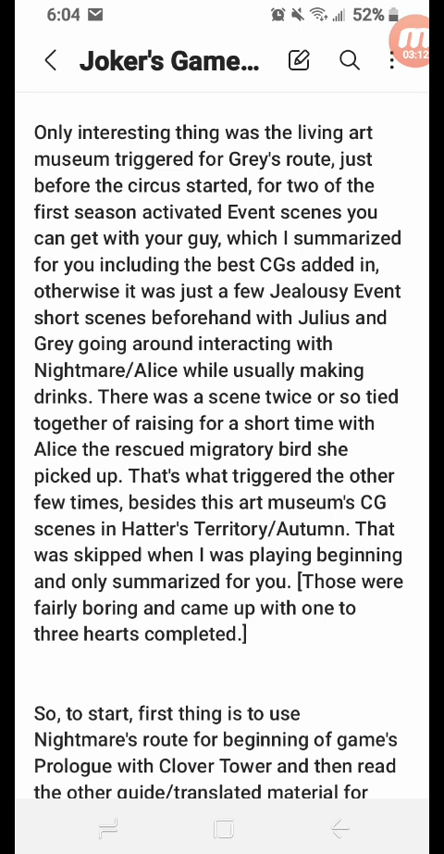 6:04
52%
03:12
Joker's Game...
Only interesting thing was the living art
museum triggered for Grey's route, just
before the circus started, for two of the
first season activated Event scenes you
can get with your guy, which I summarized
for you including the best CGs added in,
otherwise it was just a few Jealousy Event
short scenes beforehand with Julius and
Grey going around interacting with
Nightmare/Alice while usually making
drinks. There was a scene twice or so tied
together of raising for a short time with
Alice the rescued migratory bird she
picked up. That's what triggered the other
few times, besides this art museum's CG
scenes in Hatter's Territory/Autumn. That
was skipped when I was playing beginning
and only summarized for you. [Those were
fairly boring and came up with one to
three hearts completed.]
So, to start, first thing is to use
Nightmare's route for beginning of game's
Prologue with Clover Tower and then read
the other guide/translated material for